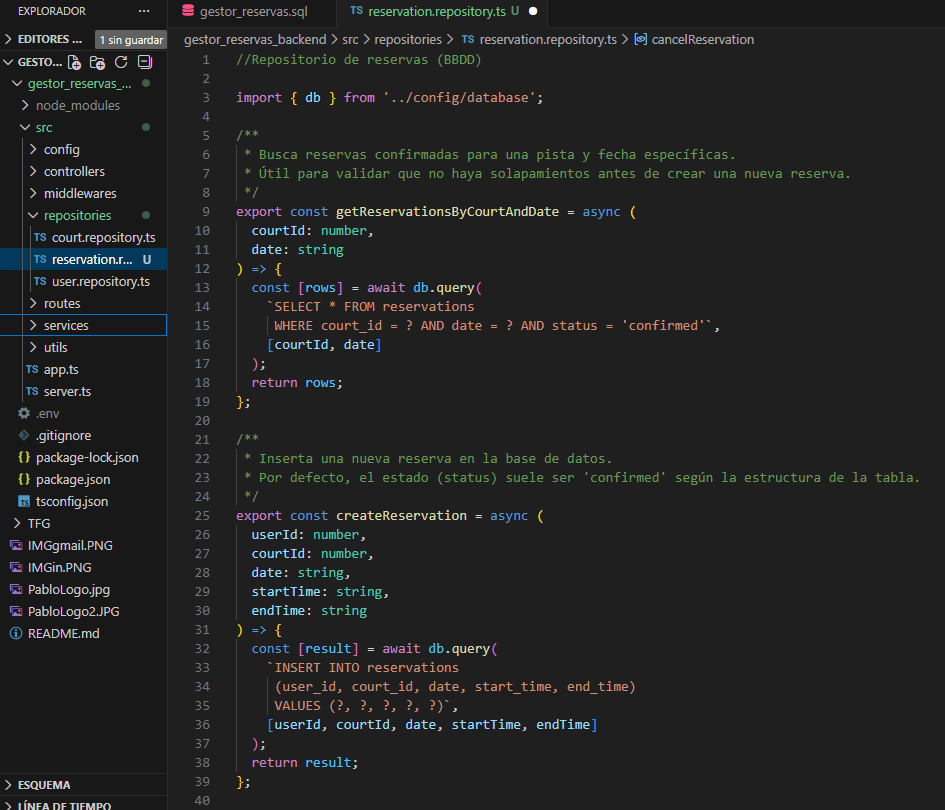 EXPLORADOR
EDITORES ...
1 sin guardar
GESTO...
gestor_reservas_...
node_modules
src
config
controllers
middlewares
repositories
TS court.repository.ts
TS reservation.r... U
TS user.repository.ts
routes
services
utils
TS app.ts
TS server.ts
.env
.gitignore
{} package-lock.json
{} package.json
TS tsconfig.json
TFG
IMGgmail.PNG
IMGin.PNG
PabloLogo.jpg
PabloLogo2.JPG
README.md
ESQUEMA
LÍNEA DE TIEMPO
gestor_reservas.sql
TS reservation.repository.ts U
gestor_reservas_backend > src > repositories > TS reservation.repository.ts > cancelReservation
1 //Repositorio de reservas (BBDD)
2
3 import { db } from '../config/database';
4
5 /**
6  * Busca reservas confirmadas para una pista y fecha específicas.
7  * Útil para validar que no haya solapamientos antes de crear una nueva reserva.
8  */
9 export const getReservationsByCourtAndDate = async (
10   courtId: number,
11   date: string
12 ) => {
13   const [rows] = await db.query(
14     `SELECT * FROM reservations
15      WHERE court_id = ? AND date = ? AND status = 'confirmed'`,
16     [courtId, date]
17   );
18   return rows;
19 };
20
21 /**
22  * Inserta una nueva reserva en la base de datos.
23  * Por defecto, el estado (status) suele ser 'confirmed' según la estructura de la tabla.
24  */
25 export const createReservation = async (
26   userId: number,
27   courtId: number,
28   date: string,
29   startTime: string,
30   endTime: string
31 ) => {
32   const [result] = await db.query(
33     `INSERT INTO reservations
34      (user_id, court_id, date, start_time, end_time)
35      VALUES (?, ?, ?, ?, ?)`,
36     [userId, courtId, date, startTime, endTime]
37   );
38   return result;
39 };
40